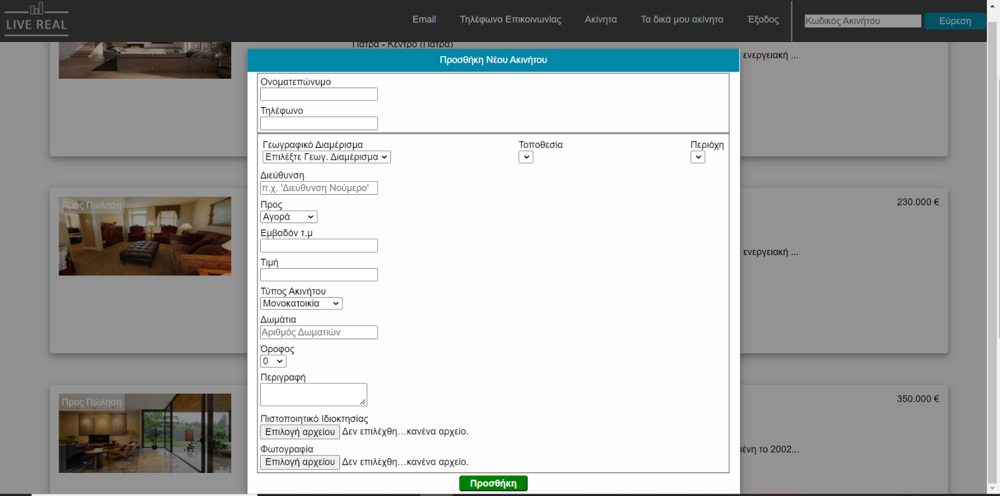 LIVE REAL
Email Τηλέφωνο Επικοινωνίας Ακίνητα Τα δικά μου ακίνητα Έξοδος Κωδικός Ακινήτου Εύρεση
Πάτρα - Κέντρο (Πάτρα)
ενεργειακή ...
Προσθήκη Νέου Ακινήτου
Ονοματεπώνυμο
Τηλέφωνο
Γεωγραφικό Διαμέρισμα Τοποθεσία Περιόχη
Επιλέξτε Γεωγ. Διαμέρισμα
Διεύθυνση
π.χ. 'Διεύθυνση Νούμερο'
Προς
Αγορά
Εμβαδόν τ.μ
Τιμή
Τύπος Ακινήτου
Μονοκατοικία
Δωμάτια
Αριθμός Δωματιών
Όροφος
0
Περιγραφή
Πιστοποιητικό Ιδιοκτησίας
Επιλογή αρχείου Δεν επιλέχθη…κανένα αρχείο.
Φωτογραφία
Επιλογή αρχείου Δεν επιλέχθη…κανένα αρχείο.
Προσθήκη
Προς Πώληση
230.000 €
ενεργειακή ...
Προς Πώληση
350.000 €
μένη το 2002...